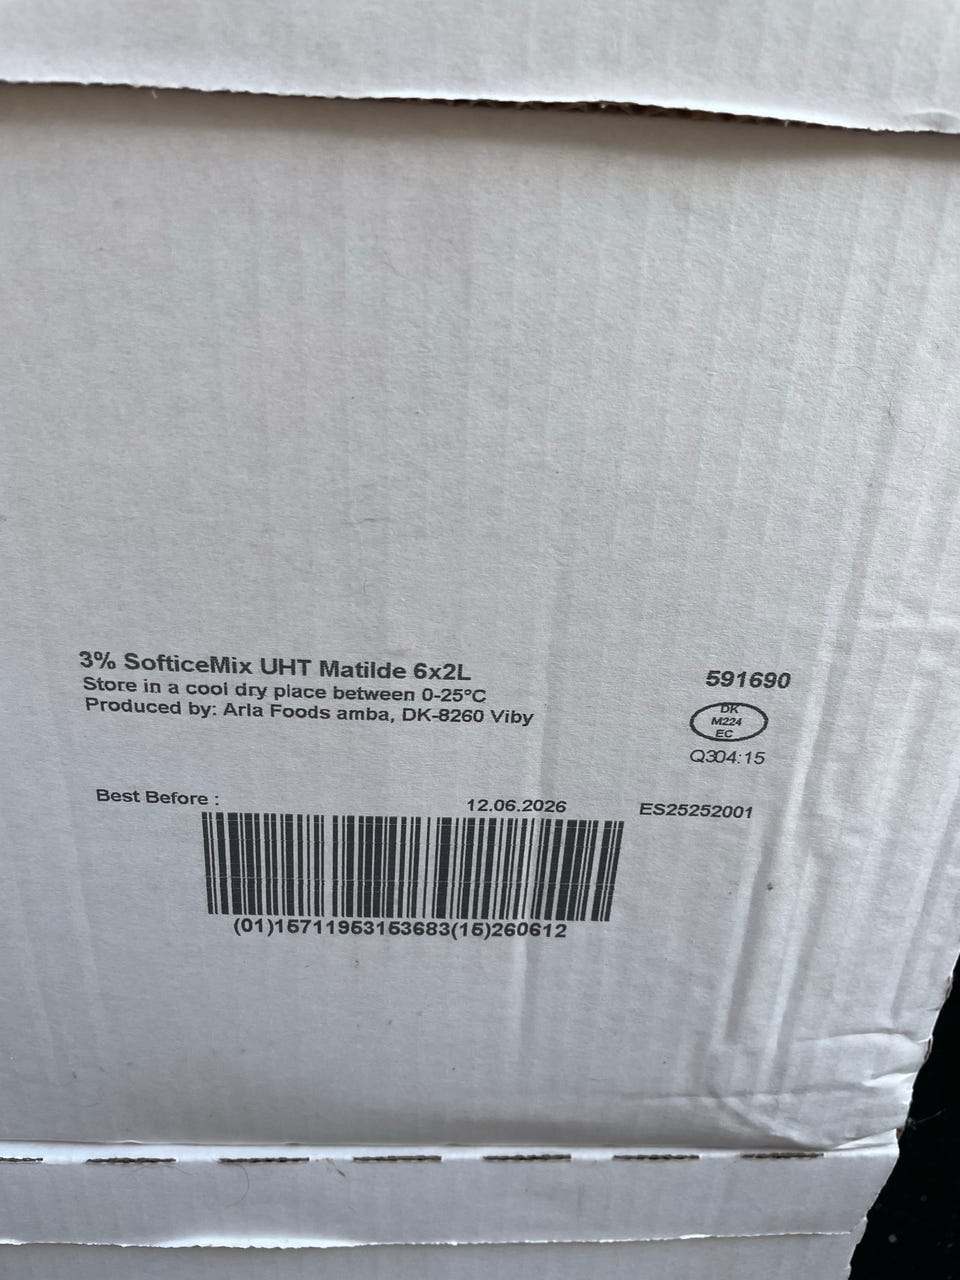 3% SofticeMix UHT Matilde 6x2L
Store in a cool dry place between 0-25°C
Produced by: Arla Foods amba, DK-8260 Viby
591690
DK
M224
EC
Q304:15
Best Before : 12.06.2026 ES25252001
(01)15711953153683(15)260612